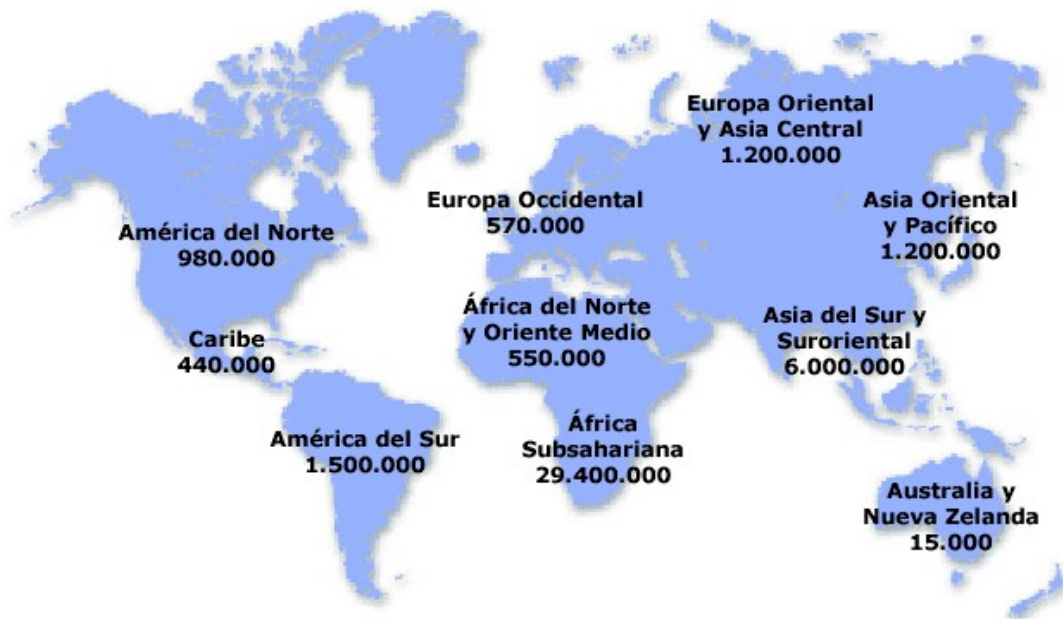 Europa Oriental
y Asia Central
1.200.000
Europa Occidental
570.000
Asia Oriental
y Pacífico
1.200.000
América del Norte
980.000
África del Norte
y Oriente Medio
550.000
Asia del Sur y
Suroriental
6.000.000
Caribe
440.000
América del Sur
1.500.000
África
Subsahariana
29.400.000
Australia y
Nueva Zelanda
15.000